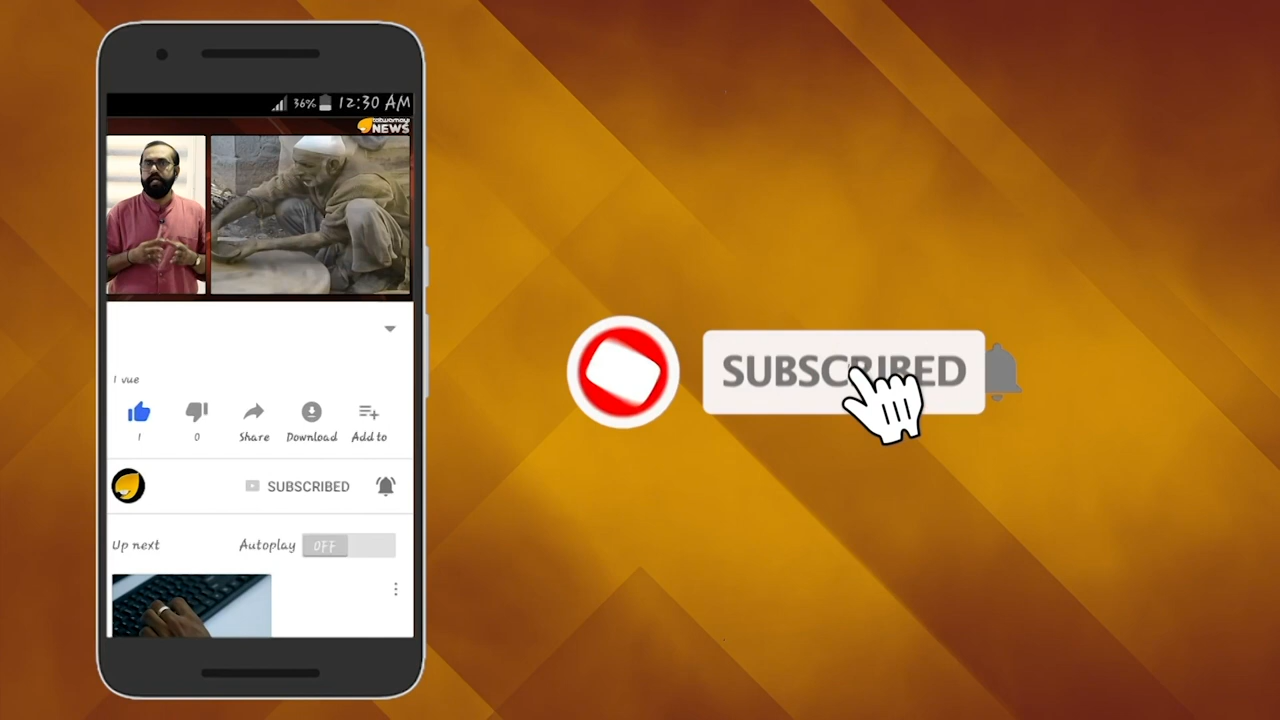 36% 12:30 AM
tatwamayi
NEWS
1 vue
1
0
Share
Download
Add to
SUBSCRIBED
Up next
Autoplay
OFF
SUBSCRIBED